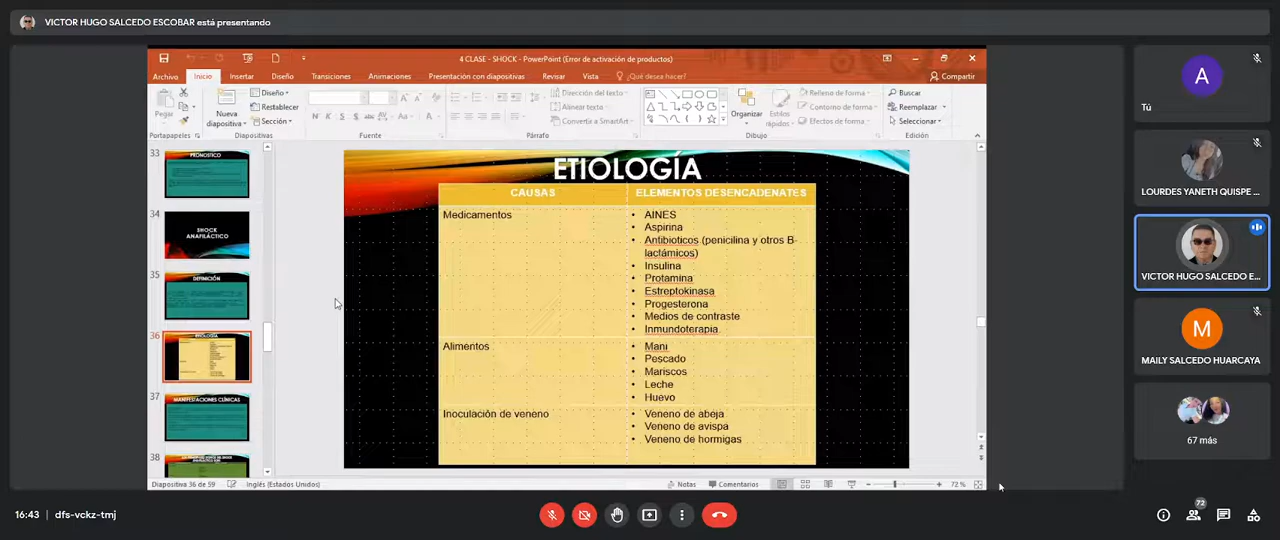 VICTOR HUGO SALCEDO ESCOBAR está presentando
4 CLASE - SHOCK - PowerPoint (Error de activación de productos)
Archivo
Inicio
Insertar
Diseño
Transiciones
Animaciones
Presentación con diapositivas
Revisar
Vista
¿Qué desea hacer?
Compartir
Pegar
Portapapeles
Nueva
diapositiva
Diseño
Restablecer
Sección
Diapositivas
N K S
Fuente
Dirección del texto
Alinear texto
Convertir a SmartArt
Párrafo
Organizar
Estilos
rápidos
Relleno de forma
Contorno de forma
Efectos de forma
Dibujo
Buscar
Reemplazar
Seleccionar
Edición
33
PRONOSTICO
34
SHOCK
ANAFILÁCTICO
35
DEFINICIÓN
36
ETIOLOGÍA
37
MANIFESTACIONES CLÍNICAS
38
ETIOLOGÍA
CAUSAS
ELEMENTOS DESENCADENATES
Medicamentos
• AINES
• Aspirina
• Antibioticos (penicilina y otros B-
lactámicos)
• Insulina
• Protamina
• Estreptokinasa
• Progesterona
• Medios de contraste
• Inmundoterapia
Alimentos
• Mani
• Pescado
• Mariscos
• Leche
• Huevo
Inoculación de veneno
• Veneno de abeja
• Veneno de avispa
• Veneno de hormigas
Diapositiva 36 de 59
Inglés (Estados Unidos)
Notas
Comentarios
72 %
A
Tú
LOURDES YANETH QUISPE ...
VICTOR HUGO SALCEDO E...
M
MAILY SALCEDO HUARCAYA
67 más
16:43
dfs-vckz-tmj
72